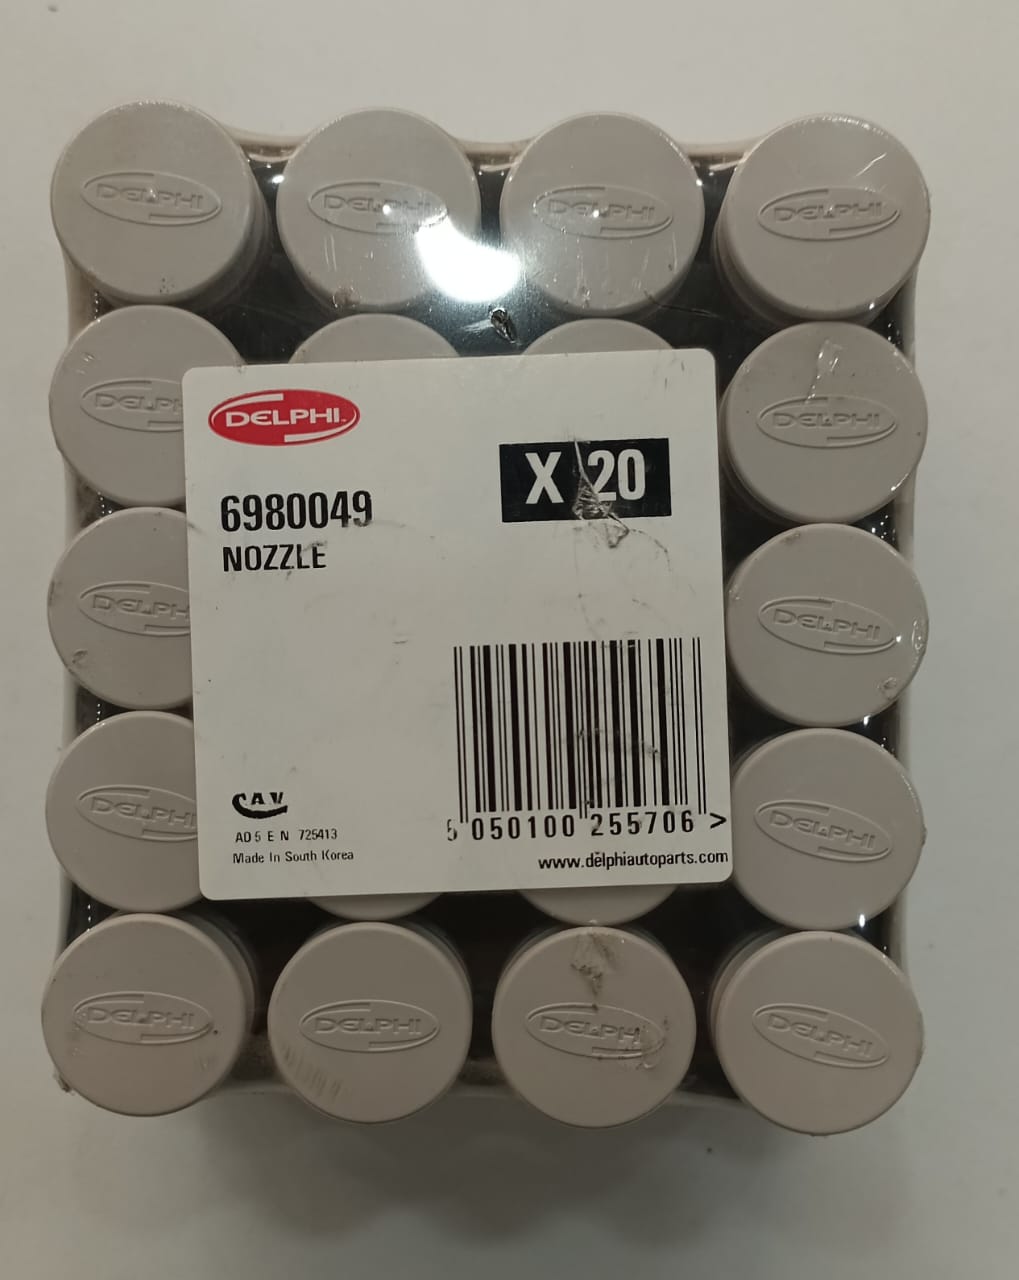 DELPHI DELPHI DELPHI DELPHI
DELPHI
6980049
NOZZLE
X 20
DELPHI
DELPHI
DELPHI
DELPHI
DELPHI
DELPHI
C.A.V.
AD 5 E N 725413
Made In South Korea
5 050100 255706 >
www.delphiautoparts.com
DELPHI DELPHI DELPHI DELPHI